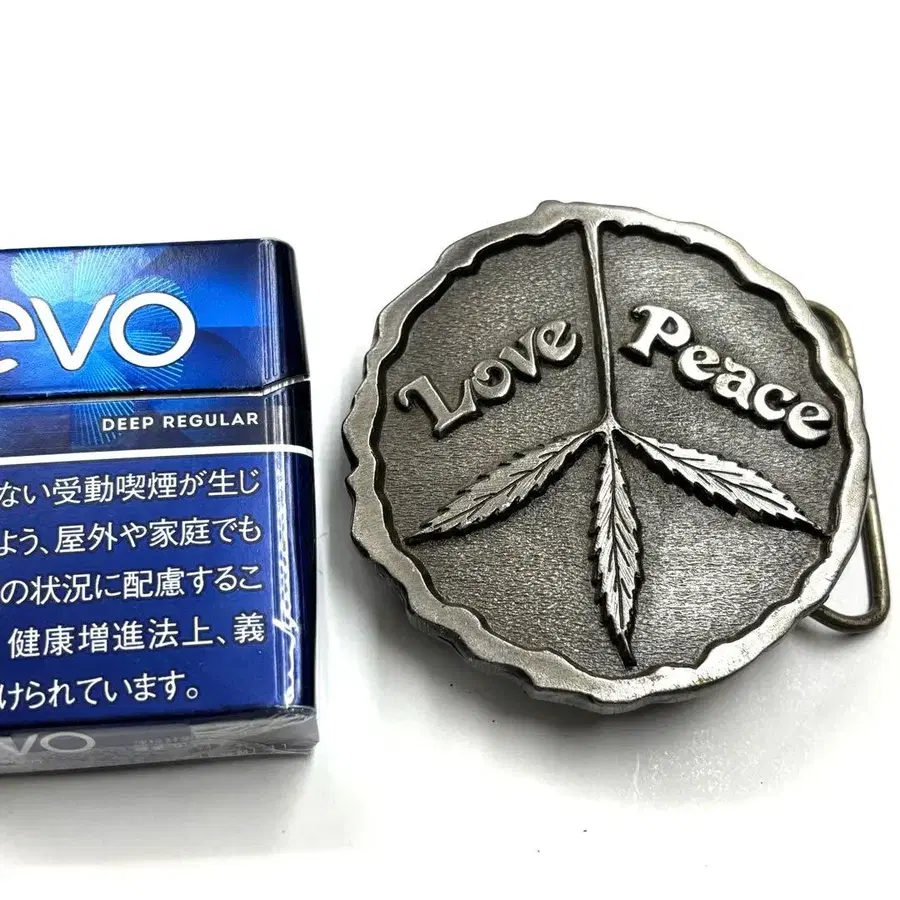 evo
DEEP REGULAR
ない受動喫煙が生じ
よう、屋外や家庭でも
の状況に配慮するこ
健康増進法上、義
けられています。
vo
Love Peace